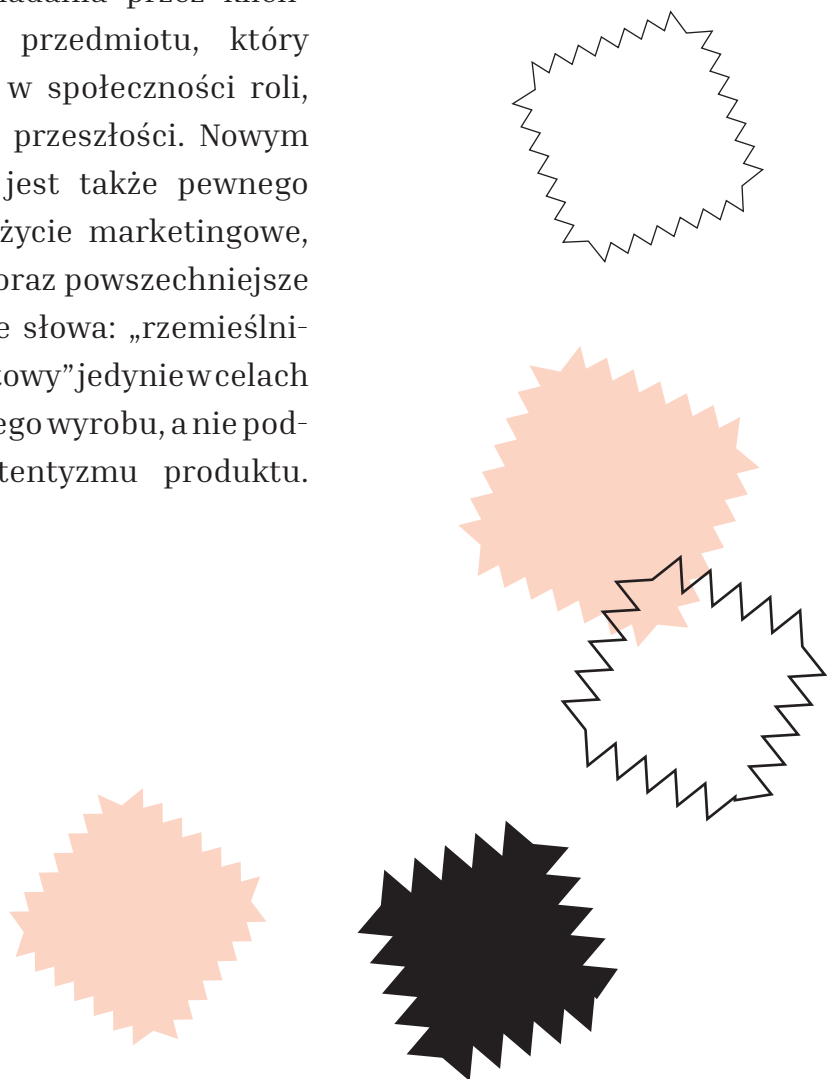 przedmiotu, który
w społeczności roli,
przeszłości. Nowym
jest także pewnego
życie marketingowe,
oraz powszechniejsze
e słowa: „rzemieślni-
towy” jedynie w celach
ego wyrobu, a nie pod-
tentyzmu produktu.